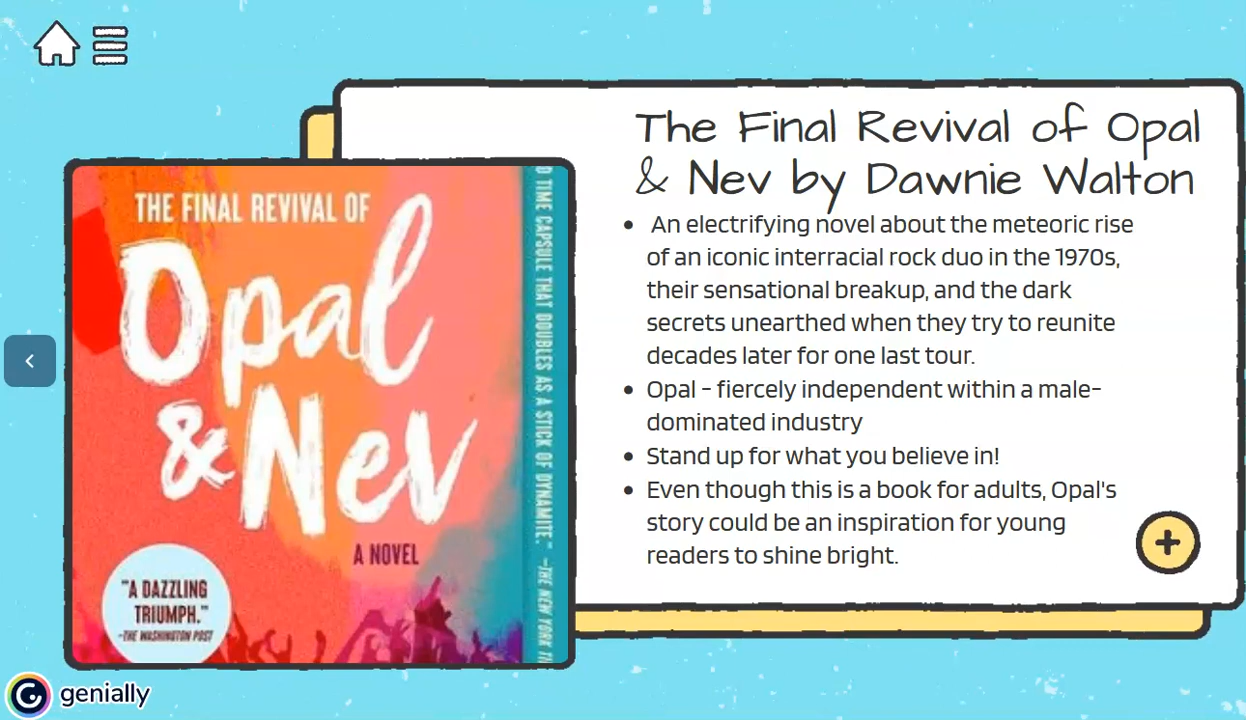 The Final Revival of Opal
& Nev by Dawnie Walton
• An electrifying novel about the meteoric rise
of an iconic interracial rock duo in the 1970s,
their sensational breakup, and the dark
secrets unearthed when they try to reunite
decades later for one last tour.
• Opal - fiercely independent within a male-
dominated industry
• Stand up for what you believe in!
• Even though this is a book for adults, Opal's
story could be an inspiration for young
readers to shine bright.
THE FINAL REVIVAL OF
Opal
& Nev
A NOVEL
"A DAZZLING
TRIUMPH."
-THE WASHINGTON POST
TIME CAPSULE THAT DOUBLES AS A STICK OF DYNAMITE." -THE NEW YORK
genially